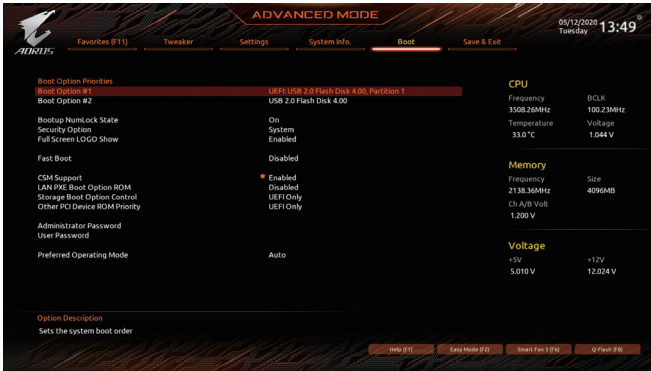 ADVANCED MODE
05/12/2020 Tuesday 13:49
AORUS
Favorites (F11) Tweaker Settings System Info. Boot Save & Exit
Boot Option Priorities
Boot Option #1 UEFI: USB 2.0 Flash Disk 4.00, Partition 1
Boot Option #2 USB 2.0 Flash Disk 4.00
Bootup NumLock State On
Security Option System
Full Screen LOGO Show Enabled
Fast Boot Disabled
CSM Support * Enabled
LAN PXE Boot Option ROM Disabled
Storage Boot Option Control UEFI Only
Other PCI Device ROM Priority UEFI Only
Administrator Password
User Password
Preferred Operating Mode Auto
CPU
Frequency BCLK
3508.26MHz 100.23MHz
Temperature Voltage
33.0 °C 1.044 V
Memory
Frequency Size
2138.36MHz 4096MB
Ch A/B Volt
1.200 V
Voltage
+5V +12V
5.010 V 12.024 V
Option Description
Sets the system boot order
Help (F1) Easy Mode (F2) Smart Fan 5 (F6) Q-Flash (F8)